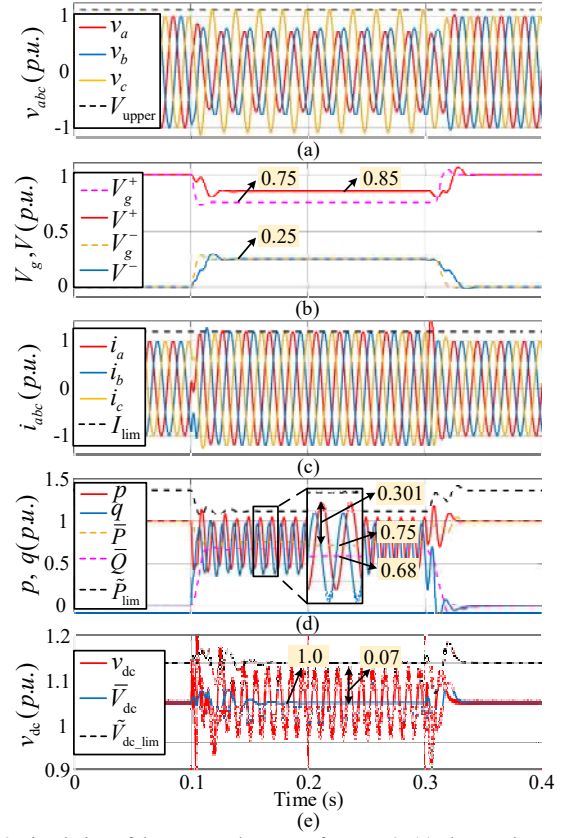 v_abc (p.u.)
1
0
-1
v_a
v_b
v_c
V_upper
(a)
V_g, V (p.u.)
1
0.5
0
V_g^+
V^+
V_g^-
V^-
0.75
0.85
0.25
(b)
i_abc (p.u.)
1
0
-1
i_a
i_b
i_c
I_lim
(c)
p, q (p.u.)
1.5
1
0.5
0
p
q
P̄
Q̄
P̃_lim
0.301
0.75
0.68
(d)
v_dc (p.u.)
1.2
1.1
1
0.9
v_dc
V̄_dc
Ṽ_dc_lim
1.0
0.07
0
0.1
0.2
0.3
0.4
Time (s)
(e)